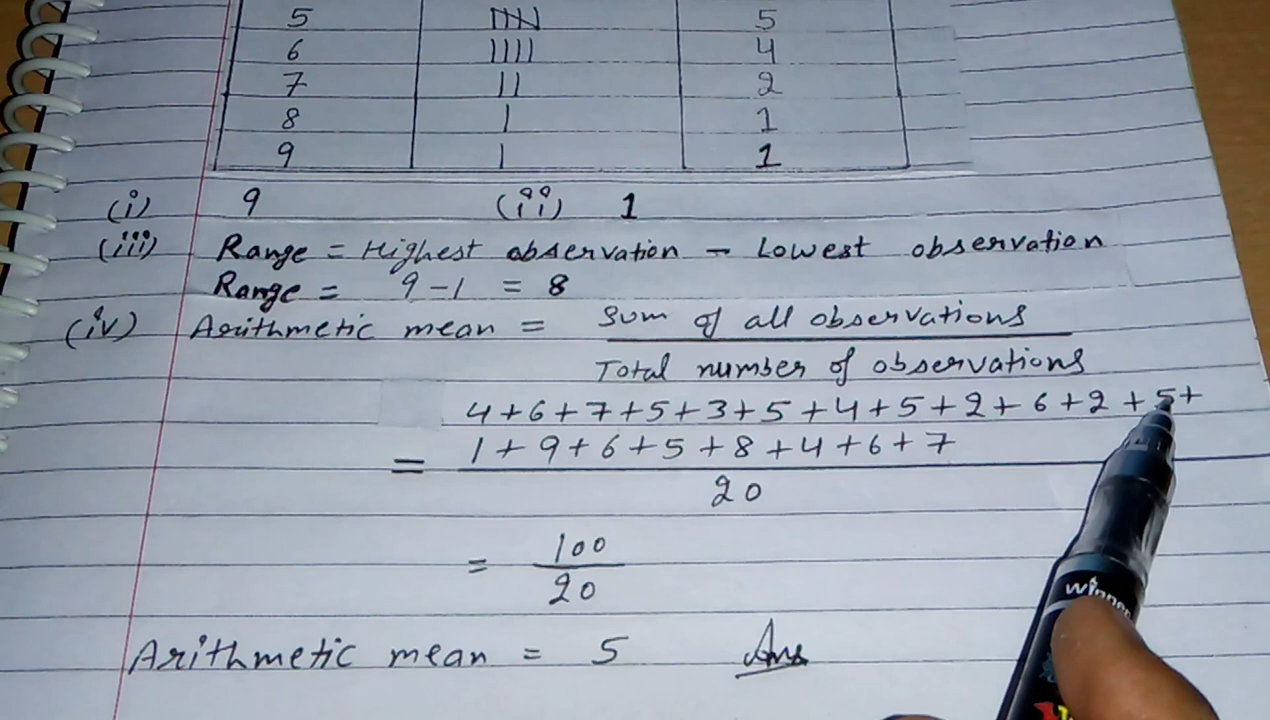 5 |||| 5
6 |||| 4
7 || 2
8 | 1
9 | 1
(i) 9 (ii) 1
(iii) Range = Highest observation - Lowest observation
Range = 9-1 = 8
(iv) Arithmetic mean = Sum of all observations
Total number of observations
4+6+7+5+3+5+4+5+2+6+2+5+
= 1+9+6+5+8+4+6+7
20
= 100
20
Arithmetic mean = 5 Ans
winner